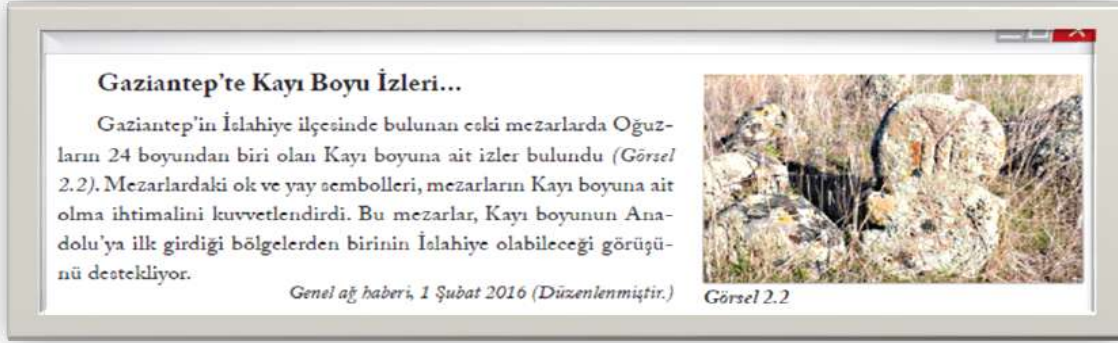 Gaziantep'te Kayı Boyu İzleri...
Gaziantep'in İslahiye ilçesinde bulunan eski mezarlarda Oğuz-
ların 24 boyundan biri olan Kayı boyuna ait izler bulundu (Görsel
2.2). Mezarlardaki ok ve yay sembolleri, mezarların Kayı boyuna ait
olma ihtimalini kuvvetlendirdi. Bu mezarlar, Kayı boyunun Ana-
dolu'ya ilk girdiği bölgelerden birinin İslahiye olabileceği görüşü-
nü destekliyor.
Genel ağ haberi, 1 Şubat 2016 (Düzenlenmiştir.)
Görsel 2.2